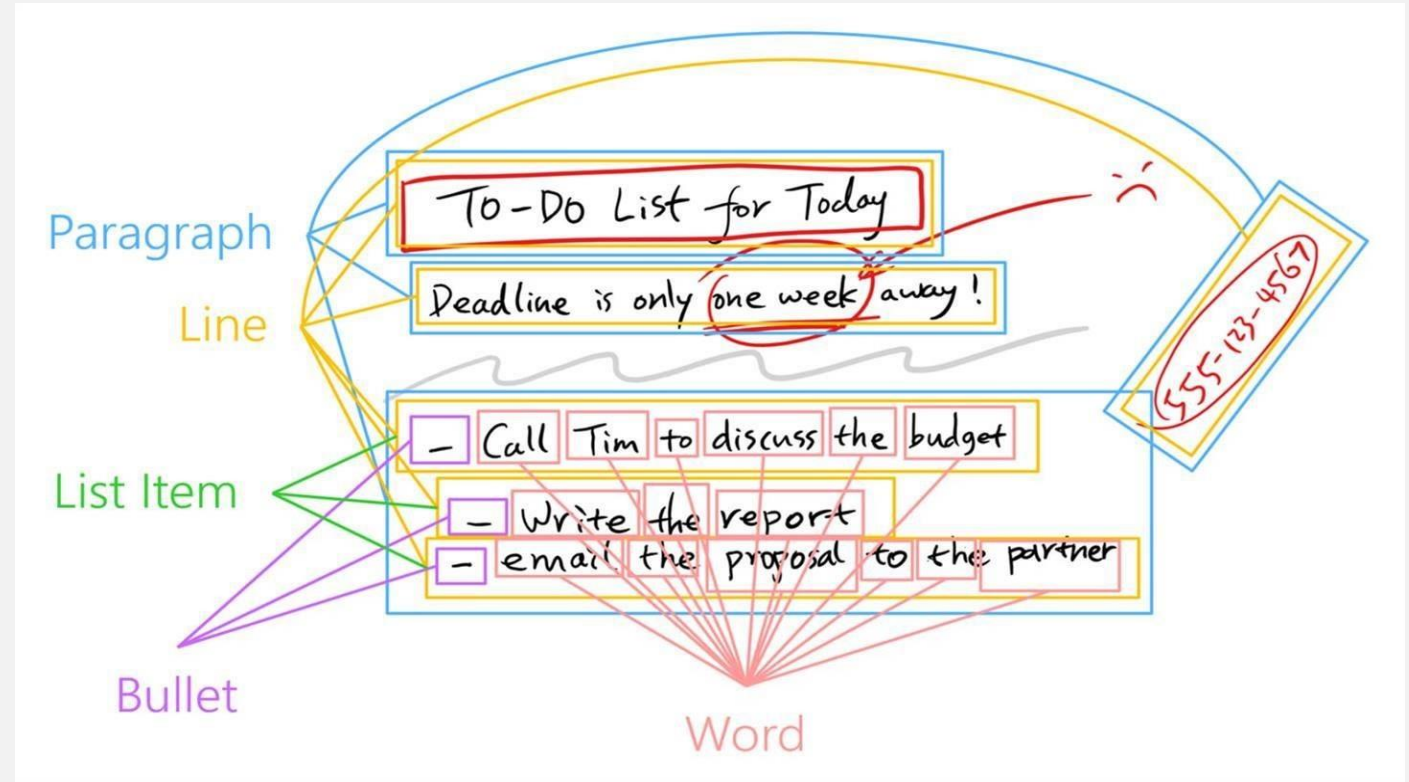 To-Do List for Today
Paragraph
Deadline is only one week away!
Line
555-123-4567
- Call Tim to discuss the budget
List Item
- Write the report
- email the proposal to the partner
Bullet
Word